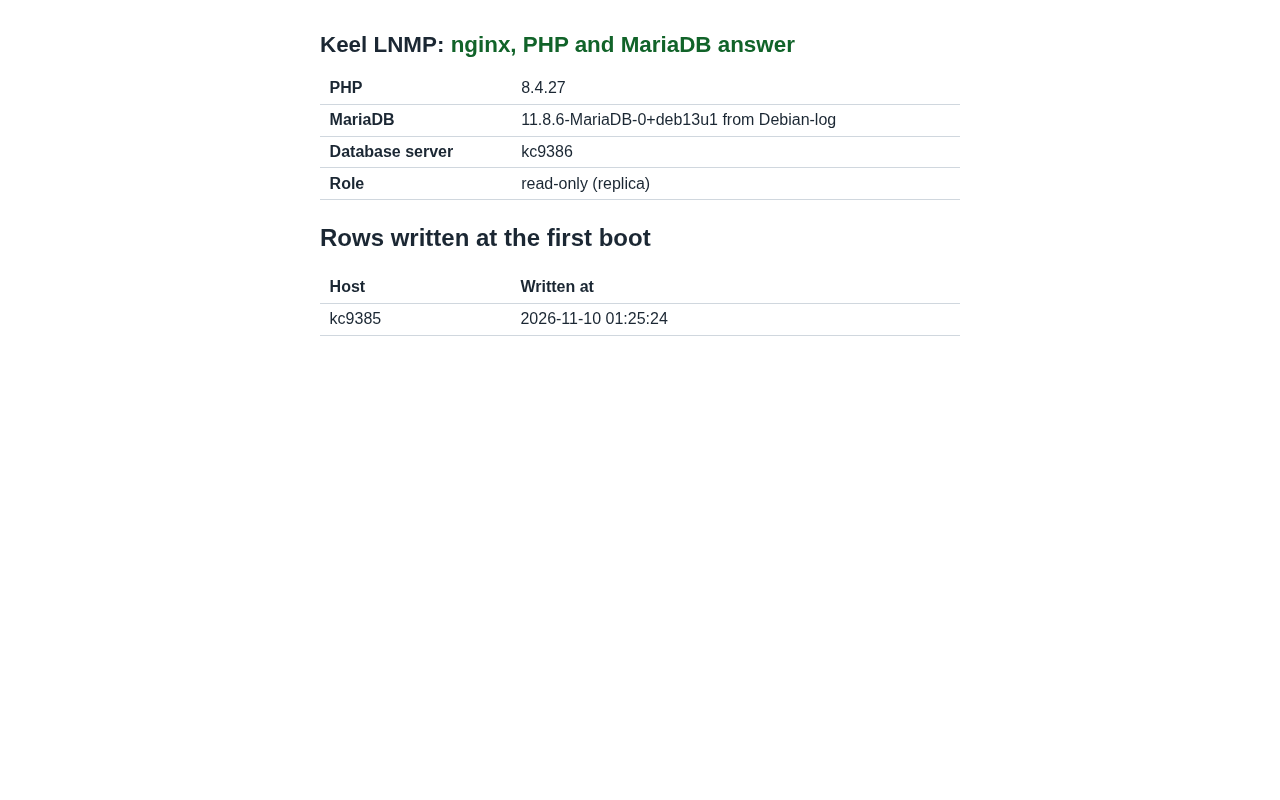 Keel LNMP: nginx, PHP and MariaDB answer
PHP 8.4.27
MariaDB 11.8.6-MariaDB-0+deb13u1 from Debian-log
Database server kc9386
Role read-only (replica)
Rows written at the first boot
Host Written at
kc9385 2026-11-10 01:25:24